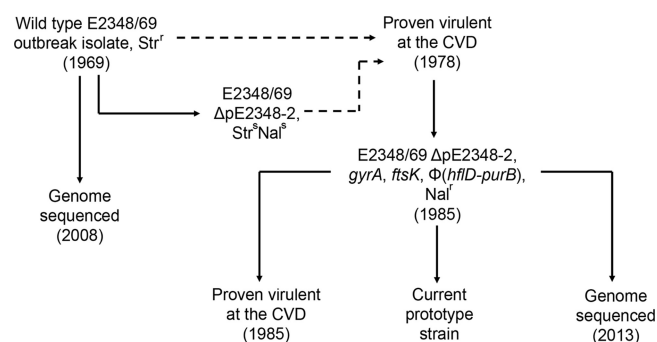 Wild type E2348/69
outbreak isolate, Strʳ
(1969)
Proven virulent
at the CVD
(1978)
E2348/69
ΔpE2348-2,
StrˢNalˢ
E2348/69 ΔpE2348-2,
gyrA, ftsK, Φ(hflD-purB),
Nalʳ
(1985)
Genome
sequenced
(2008)
Proven virulent
at the CVD
(1985)
Current
prototype
strain
Genome
sequenced
(2013)